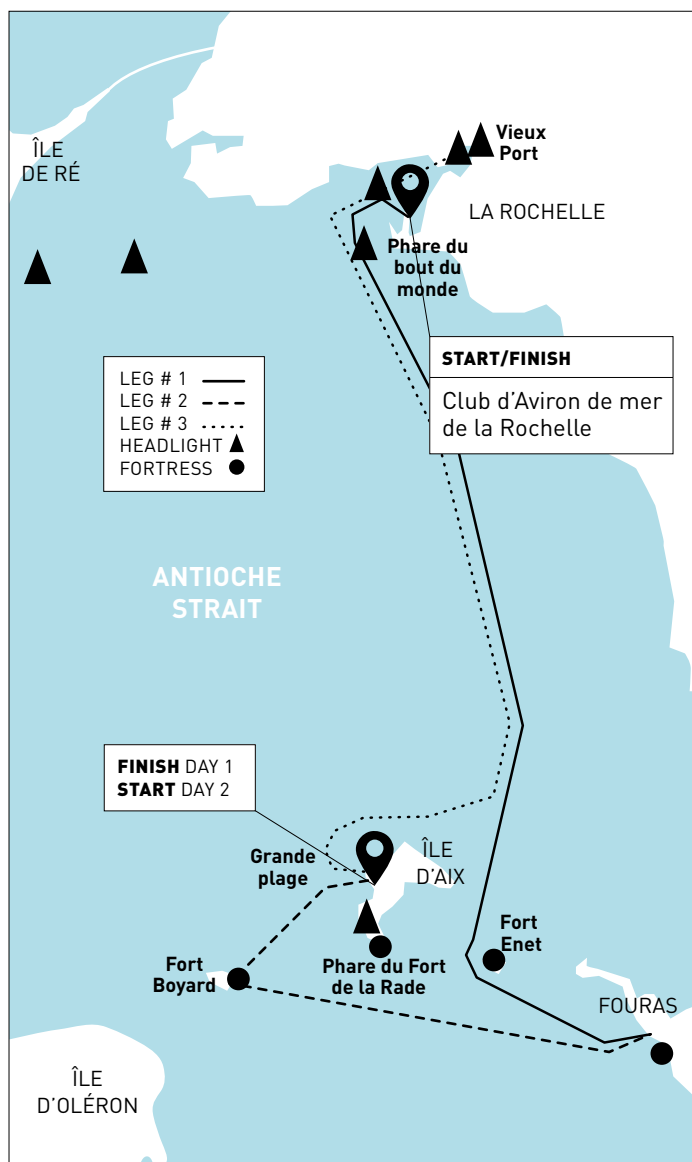 Vieux
Port
ÎLE
DE RÉ
LA ROCHELLE
Phare du
bout du
monde
START/FINISH
Club d’Aviron de mer
de la Rochelle
LEG # 1
LEG # 2
LEG # 3
HEADLIGHT
FORTRESS
ANTIOCHE
STRAIT
FINISH DAY 1
START DAY 2
Grande
plage
ÎLE
D’AIX
Fort
Enet
Fort
Boyard
Phare du Fort
de la Rade
FOURAS
ÎLE
D’OLÉRON